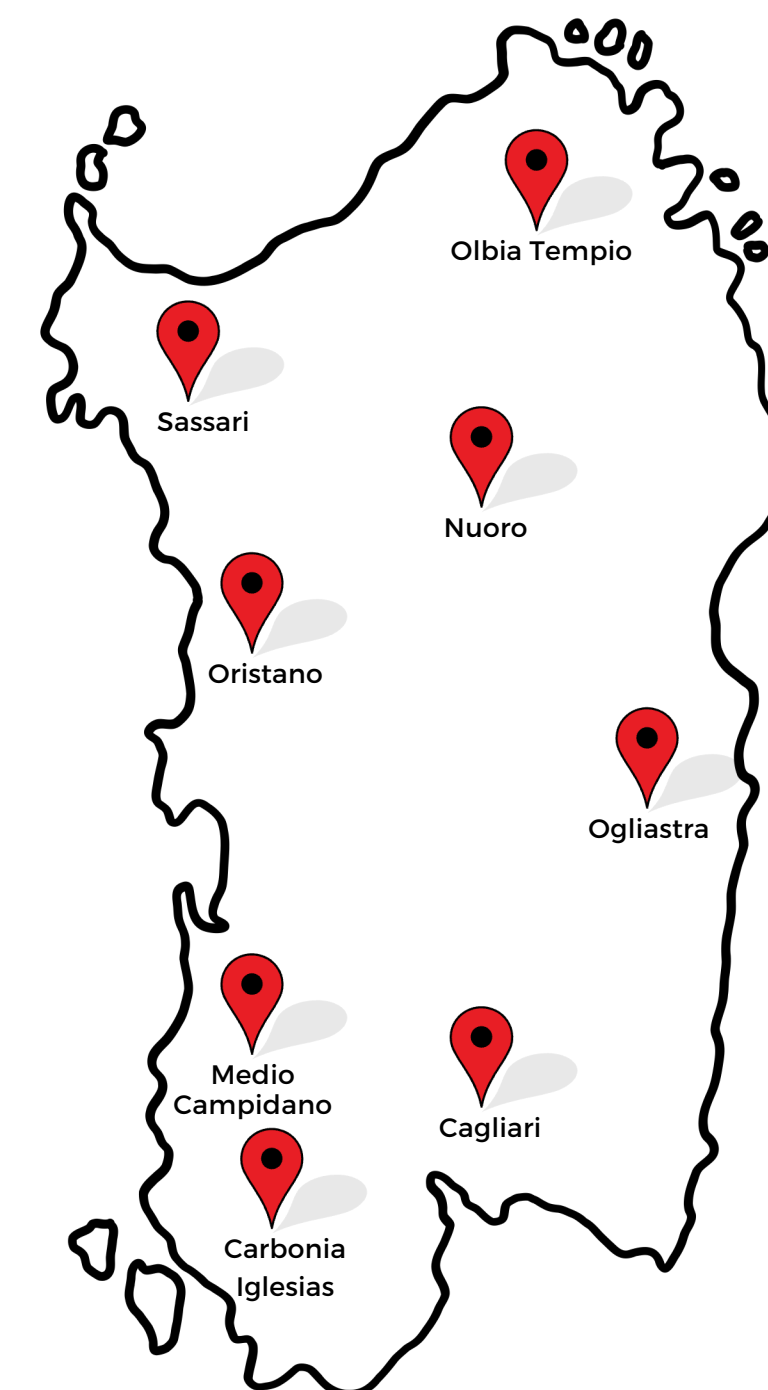 Olbia Tempio
Sassari
Nuoro
Oristano
Ogliastra
Medio
Campidano
Cagliari
Carbonia
Iglesias